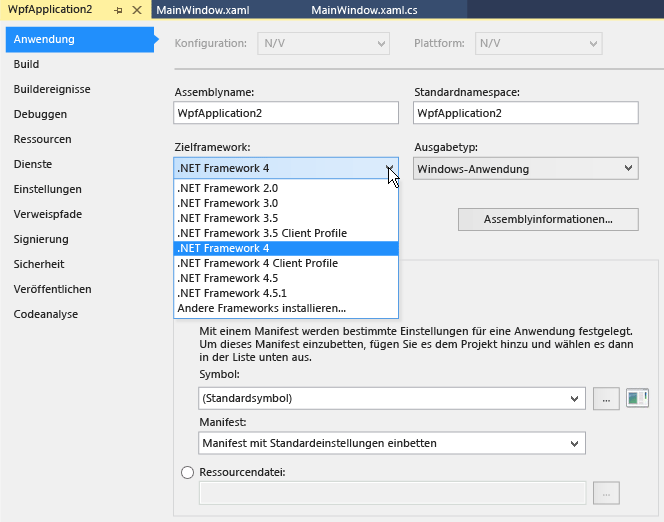 WpfApplication2
MainWindow.xaml
MainWindow.xaml.cs
Anwendung
Build
Buildereignisse
Debuggen
Ressourcen
Dienste
Einstellungen
Verweispfade
Signierung
Sicherheit
Veröffentlichen
Codeanalyse
Konfiguration:
N/V
Plattform:
N/V
Assemblyname:
WpfApplication2
Standardnamespace:
WpfApplication2
Zielframework:
.NET Framework 4
Ausgabetyp:
Windows-Anwendung
.NET Framework 2.0
.NET Framework 3.0
.NET Framework 3.5
.NET Framework 3.5 Client Profile
.NET Framework 4
.NET Framework 4 Client Profile
.NET Framework 4.5
.NET Framework 4.5.1
Andere Frameworks installieren...
Assemblyinformationen...
Mit einem Manifest werden bestimmte Einstellungen für eine Anwendung festgelegt.
Um dieses Manifest einzubetten, fügen Sie es dem Projekt hinzu und wählen es dann
in der Liste unten aus.
Symbol:
(Standardsymbol)
...
Manifest:
Manifest mit Standardeinstellungen einbetten
Ressourcendatei:
...